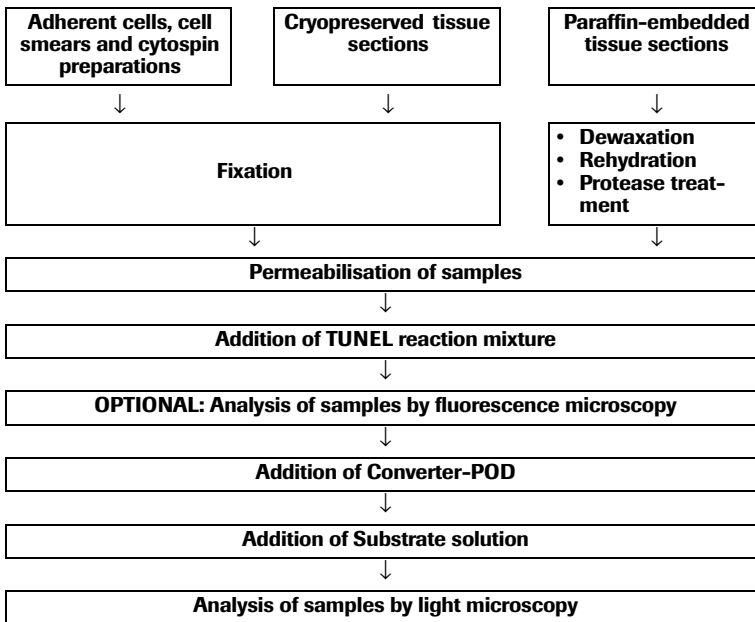 Adherent cells, cell
smears and cytospin
preparations
Cryopreserved tissue
sections
Paraffin-embedded
tissue sections
↓ ↓ ↓
Fixation
• Dewaxation
• Rehydration
• Protease treat-
ment
↓ ↓
Permeabilisation of samples
↓
Addition of TUNEL reaction mixture
↓
OPTIONAL: Analysis of samples by fluorescence microscopy
↓
Addition of Converter-POD
↓
Addition of Substrate solution
↓
Analysis of samples by light microscopy